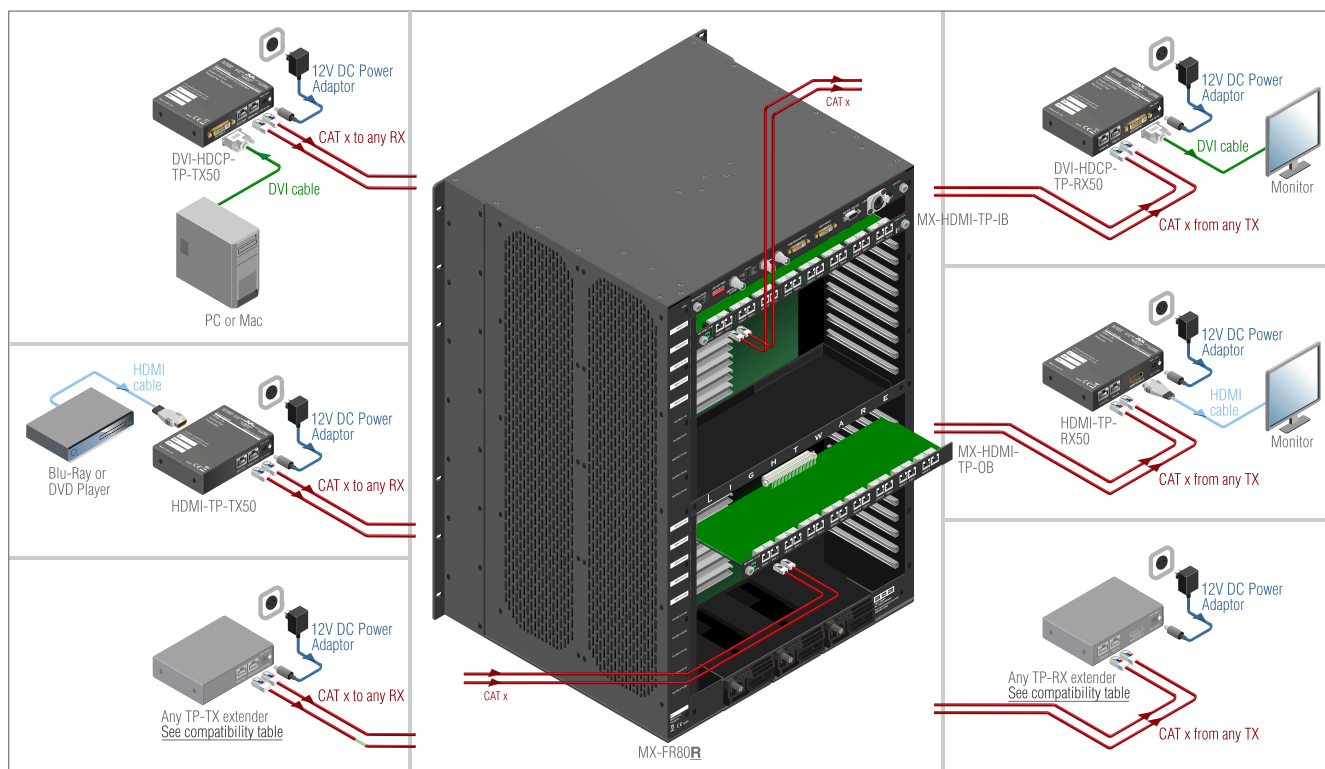 12V DC Power
Adaptor
CAT x to any RX
DVI-HDCP-
TP-TX50
DVI cable
PC or Mac
HDMI
cable
12V DC Power
Adaptor
Blu-Ray or
DVD Player
HDMI-TP-TX50
CAT x to any RX
12V DC Power
Adaptor
CAT x to any RX
Any TP-TX extender
See compatibility table
CAT x
MX-HDMI-TP-IB
LIGHTWARE
MX-HDMI-
TP-OB
CAT x
MX-FR80R
12V DC Power
Adaptor
DVI cable
DVI-HDCP-
TP-RX50
Monitor
CAT x from any TX
12V DC Power
Adaptor
HDMI
cable
HDMI-TP-
RX50
Monitor
CAT x from any TX
12V DC Power
Adaptor
Any TP-RX extender
See compatibility table
CAT x from any TX